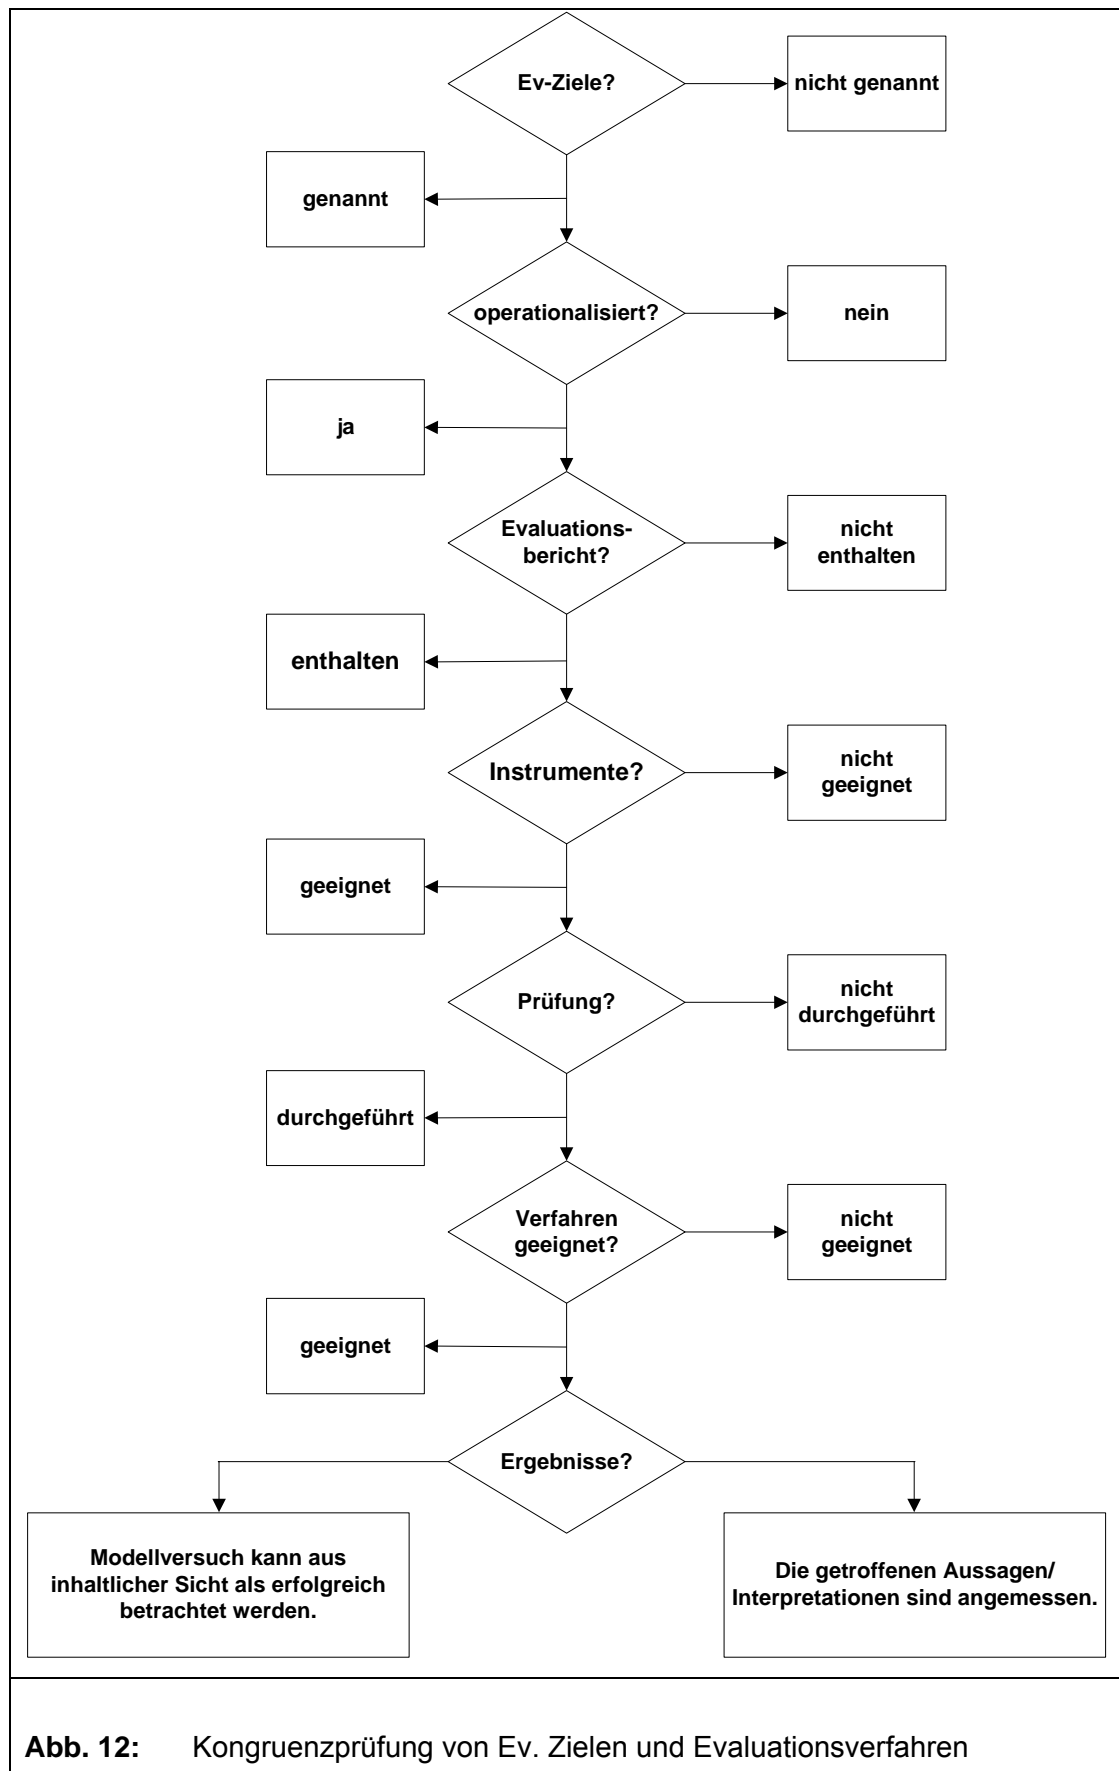 Ev-Ziele?
nicht genannt
genannt
operationalisiert?
nein
ja
Evaluations-
bericht?
nicht
enthalten
enthalten
Instrumente?
nicht
geeignet
geeignet
Prüfung?
nicht
durchgeführt
durchgeführt
Verfahren
geeignet?
nicht
geeignet
geeignet
Ergebnisse?
Modellversuch kann aus
inhaltlicher Sicht als erfolgreich
betrachtet werden.
Die getroffenen Aussagen/
Interpretationen sind angemessen.
Abb. 12: Kongruenzprüfung von Ev. Zielen und Evaluationsverfahren